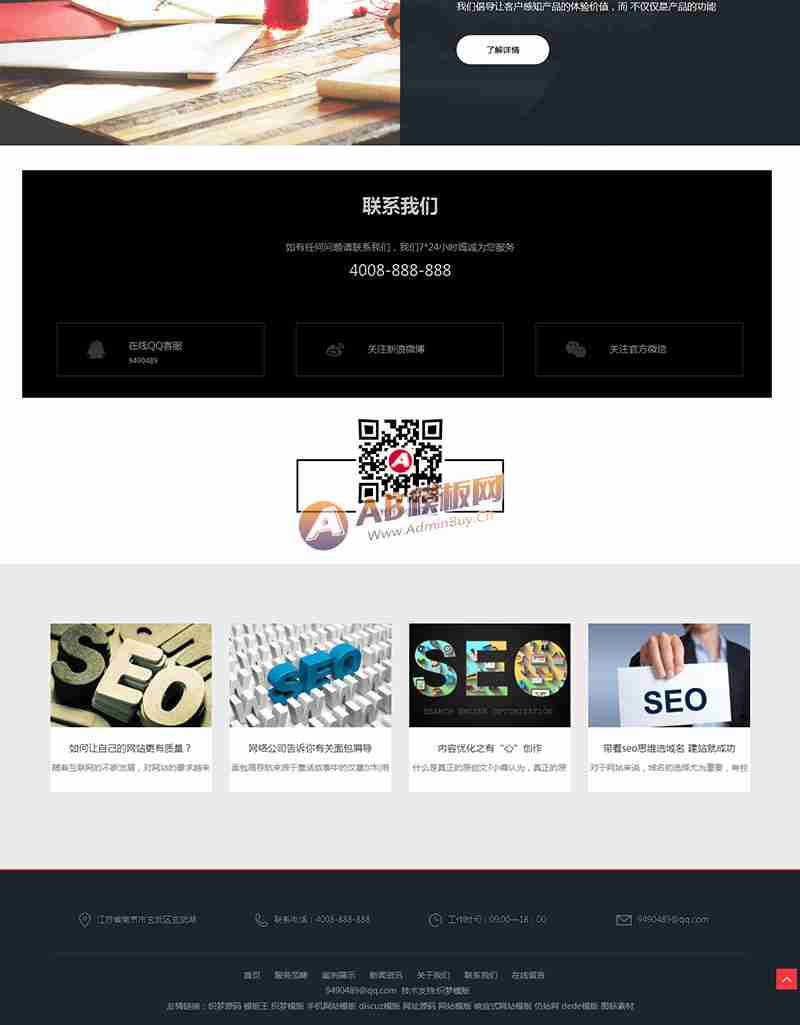 我们倡导让客户感知产品的体验价值，而 不仅仅是产品的功能
了解详情
联系我们
如有任何问题请联系我们，我们7*24小时竭诚为您服务
4008-888-888
在线QQ客服
9490489
关注新浪微博
关注官方微信
AB模板网
Www.AdminBuy.Cn
SEO
SEO
SEO
SEARCH ENGINE OPTIMIZATION
SEO
如何让自己的网站更有质量？
随着互联网的不断发展，对网站的要求越来
网络公司告诉你有关面包屑导
面包屑导航来源于童话故事中的汉塞尔利用
内容优化之有“心”创作
什么是真正的原创文?小编认为，真正的原
带着seo思维选域名 建站就成功
对于网站来说，域名的选择尤为重要，有些
江苏省南京市玄武区玄武湖
联系电话：4008-888-888
工作时间：09:00—18：00
9490489@qq.com
首页 服务范畴 案例展示 新闻资讯 关于我们 联系我们 在线留言
9490489@qq.com 技术支持:织梦模版
友情链接：织梦源码 模板王 织梦模版 手机网站模板 discuz模版 网址源码 网站模版 响应式网站模版 仿站网 dede模版 图标素材